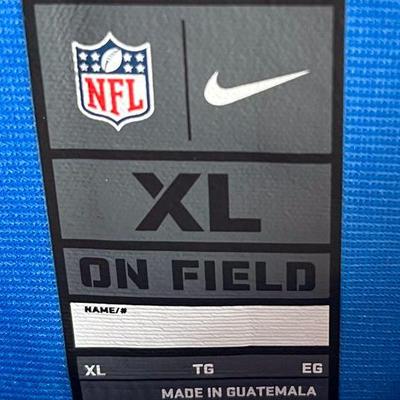 NFL
XL
ON FIELD
NAME/#
XL TG EG
MADE IN GUATEMALA